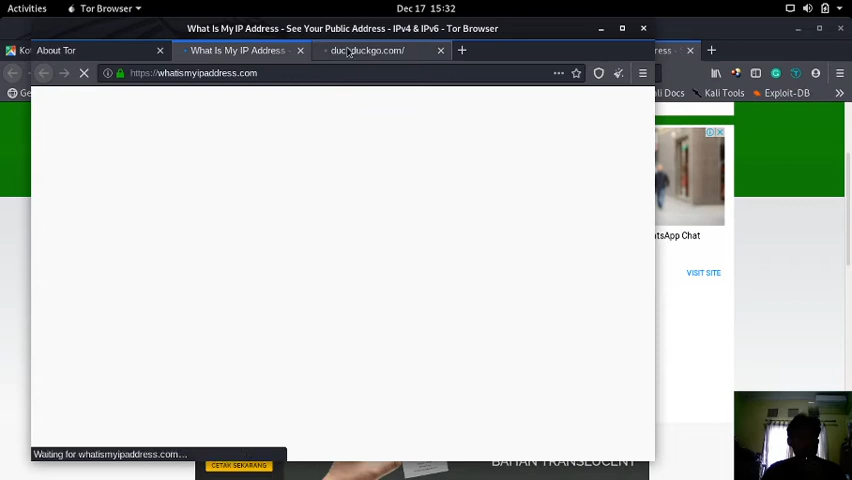 Activities
Tor Browser
Dec 17 15:32
What Is My IP Address - See Your Public Address - IPv4 & IPv6 - Tor Browser
About Tor
What Is My IP Address -
duckduckgo.com/
https://whatismyipaddress.com
Kali Docs
Kali Tools
Exploit-DB
Ge
WhatsApp Chat
VISIT SITE
Waiting for whatismyipaddress.com...
CETAK SEKARANG
BAHAN TRANSLUCENT